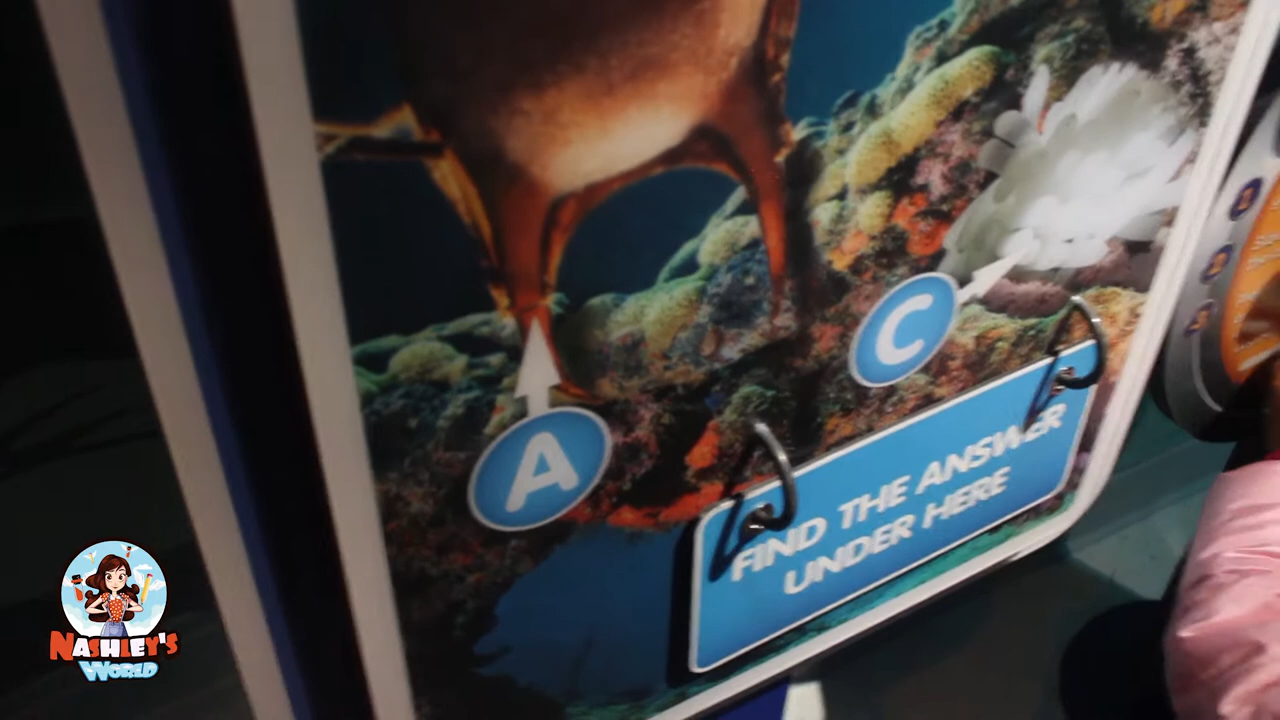 C
A
FIND THE ANSWER
UNDER HERE
NASHLEY'S
WORLD